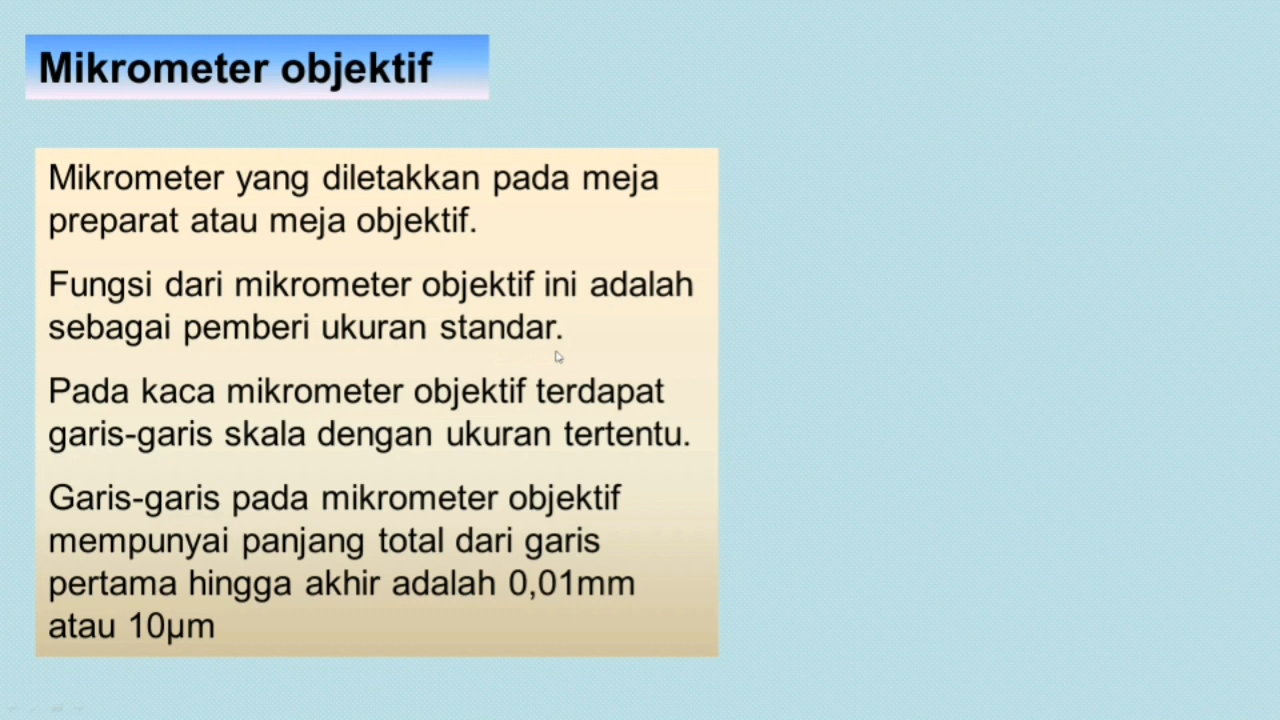 Mikrometer objektif
Mikrometer yang diletakkan pada meja
preparat atau meja objektif.
Fungsi dari mikrometer objektif ini adalah
sebagai pemberi ukuran standar.
Pada kaca mikrometer objektif terdapat
garis-garis skala dengan ukuran tertentu.
Garis-garis pada mikrometer objektif
mempunyai panjang total dari garis
pertama hingga akhir adalah 0,01mm
atau 10µm